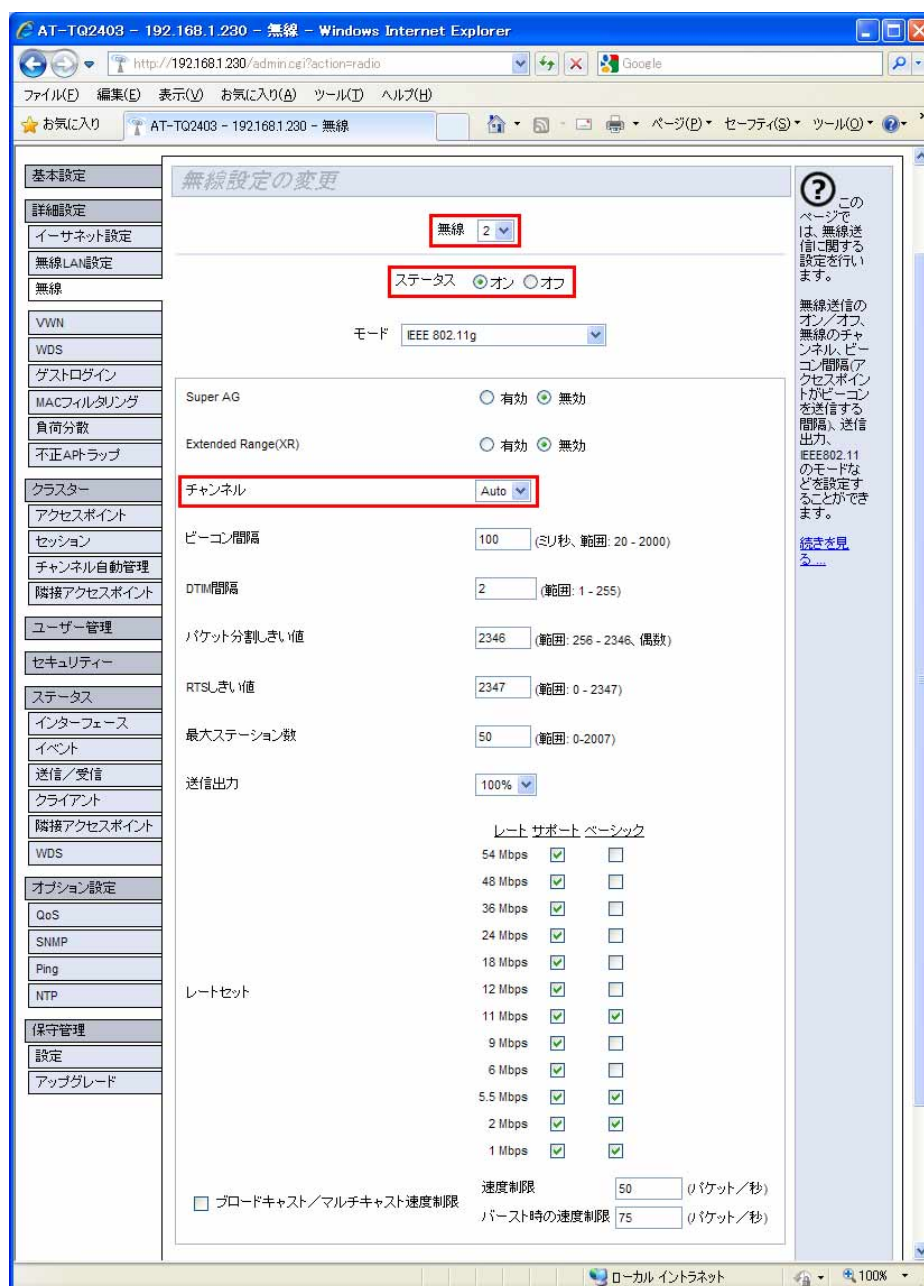 AT-TQ2403 - 192.168.1.230 - 無線 - Windows Internet Explorer
http://192.168.1.230/admin.cgi?action=radio
Google
ファイル(F) 編集(E) 表示(V) お気に入り(A) ツール(T) ヘルプ(H)
お気に入り
AT-TQ2403 - 192.168.1.230 - 無線
ページ(P) セーフティ(S) ツール(O)
基本設定
詳細設定
イーサネット設定
無線LAN設定
無線
VWN
WDS
ゲストログイン
MACフィルタリング
負荷分散
不正APトラップ
クラスター
アクセスポイント
セッション
チャンネル自動管理
隣接アクセスポイント
ユーザー管理
セキュリティー
ステータス
インターフェース
イベント
送信/受信
クライアント
隣接アクセスポイント
WDS
オプション設定
QoS
SNMP
Ping
NTP
保守管理
設定
アップグレード
無線設定の変更
無線 2
ステータス オン オフ
モード IEEE 802.11g
Super AG 有効 無効
Extended Range(XR) 有効 無効
チャンネル Auto
ビーコン間隔 100 (ミリ秒、範囲: 20 - 2000)
DTIM間隔 2 (範囲: 1 - 255)
パケット分割しきい値 2346 (範囲: 256 - 2346、偶数)
RTSしきい値 2347 (範囲: 0 - 2347)
最大ステーション数 50 (範囲: 0-2007)
送信出力 100%
レートセット
レート サポート ベーシック
54 Mbps
48 Mbps
36 Mbps
24 Mbps
18 Mbps
12 Mbps
11 Mbps
9 Mbps
6 Mbps
5.5 Mbps
2 Mbps
1 Mbps
ブロードキャスト/マルチキャスト速度制限
速度制限 50 (パケット/秒)
バースト時の速度制限 75 (パケット/秒)
この
ページで
は、無線送
信に関する
設定を行い
ます。
無線送信の
オン/オフ、
無線のチャ
ンネル、ビー
コン間隔(ア
クセスポイン
トがビーコン
を送信する
間隔)、送信
出力、
IEEE802.11
のモードな
どを設定す
ることができ
ます。
続きを見
る ...
ローカル イントラネット
100%